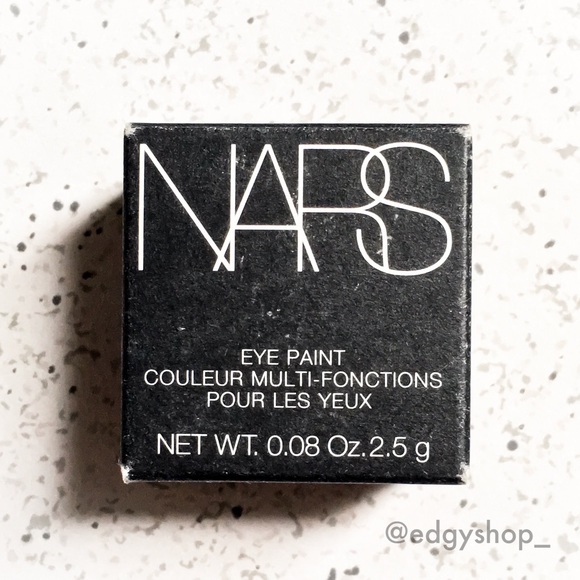 NARS
EYE PAINT
COULEUR MULTI-FONCTIONS
POUR LES YEUX
NET WT. 0.08 Oz. 2.5 g
@edgyshop_